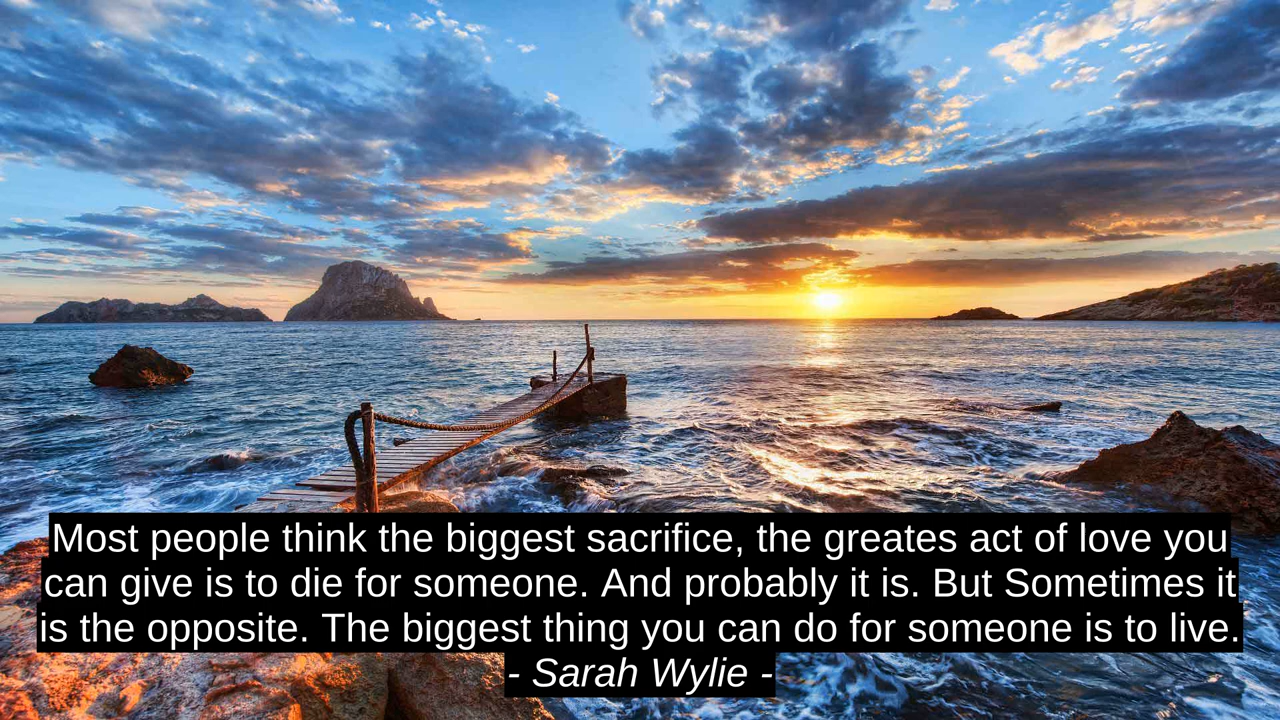 Most people think the biggest sacrifice, the greates act of love you
can give is to die for someone. And probably it is. But Sometimes it
is the opposite. The biggest thing you can do for someone is to live.
- Sarah Wylie -